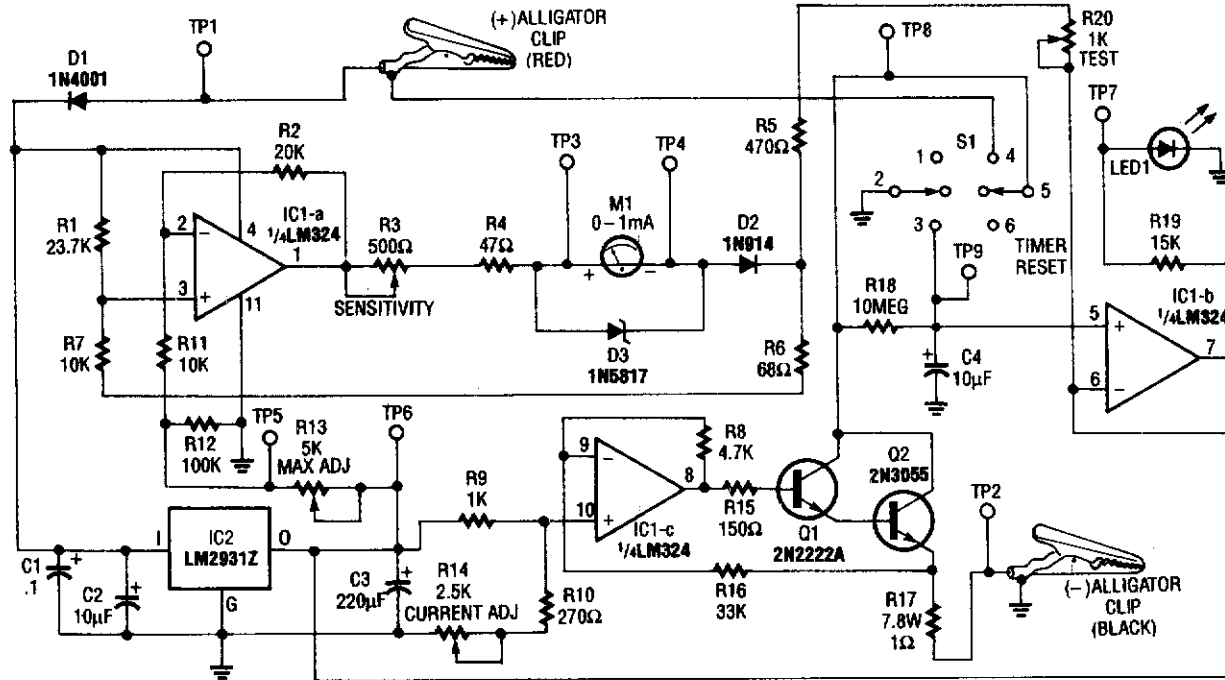 TP1
(+)ALLIGATOR
CLIP
(RED)
D1
1N4001
TP8
R20
1K
TEST
TP7
LED1
R2
20K
TP3
TP4
R5
470Ω
1
S1
4
2
5
3
6
TIMER
RESET
R1
23.7K
2
−
4
IC1-a
¼LM324
1
3
+
11
R3
500Ω
SENSITIVITY
R4
47Ω
M1
0–1mA
+
−
D2
1N914
R19
15K
TP9
R18
10MEG
IC1-b
¼LM324
5
+
7
6
−
R7
10K
R11
10K
D3
1N5817
R6
68Ω
+
C4
10µF
R12
100K
TP5
R13
5K
MAX ADJ
TP6
R9
1K
9
−
R8
4.7K
8
10
+
IC1-c
¼LM324
R15
150Ω
Q1
2N2222A
Q2
2N3055
TP2
I
IC2
LM2931Z
O
G
C1
.1
+
C2
10µF
+
C3
220µF
+
R14
2.5K
CURRENT ADJ
R10
270Ω
R16
33K
R17
7.8W
1Ω
(−)ALLIGATOR
CLIP
(BLACK)